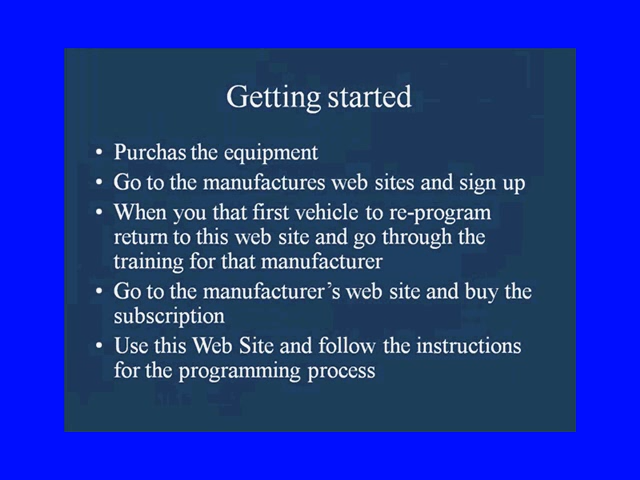 Getting started
• Purchas the equipment
• Go to the manufactures web sites and sign up
• When you that first vehicle to re-program
return to this web site and go through the
training for that manufacturer
• Go to the manufacturer's web site and buy the
subscription
• Use this Web Site and follow the instructions
for the programming process